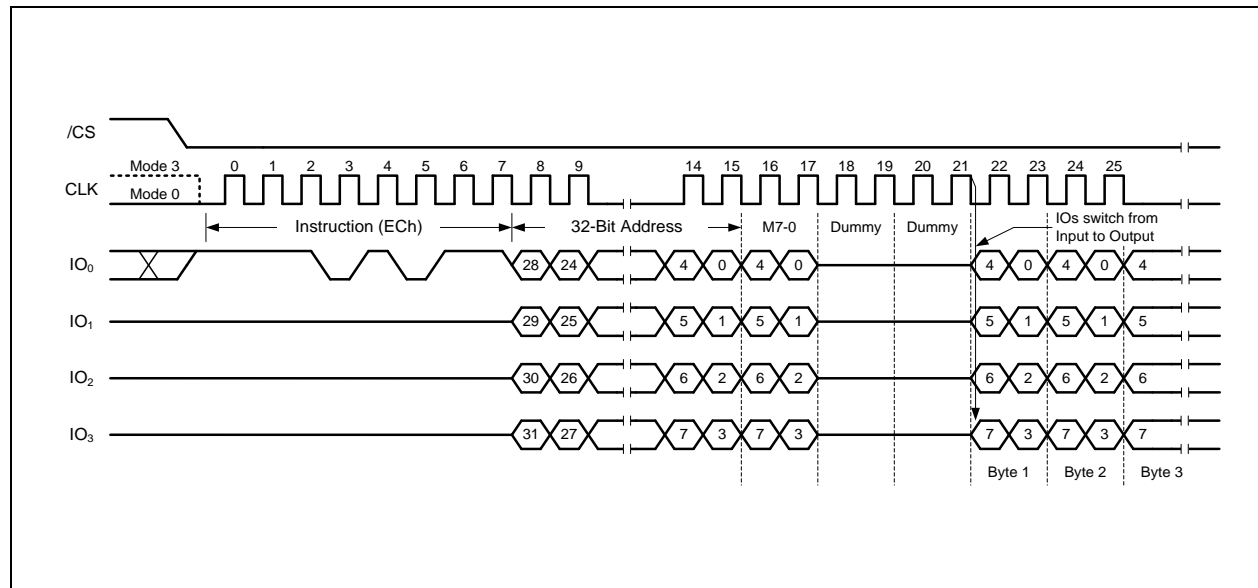 /CS
Mode 3 0 1 2 3 4 5 6 7 8 9 14 15 16 17 18 19 20 21 22 23 24 25
CLK
Mode 0
Instruction (ECh) 32-Bit Address M7-0 Dummy Dummy IOs switch from
Input to Output
IO₀ 28 24 4 0 4 0 4 0 4 0 4
IO₁ 29 25 5 1 5 1 5 1 5 1 5
IO₂ 30 26 6 2 6 2 6 2 6 2 6
IO₃ 31 27 7 3 7 3 7 3 7 3 7
Byte 1 Byte 2 Byte 3